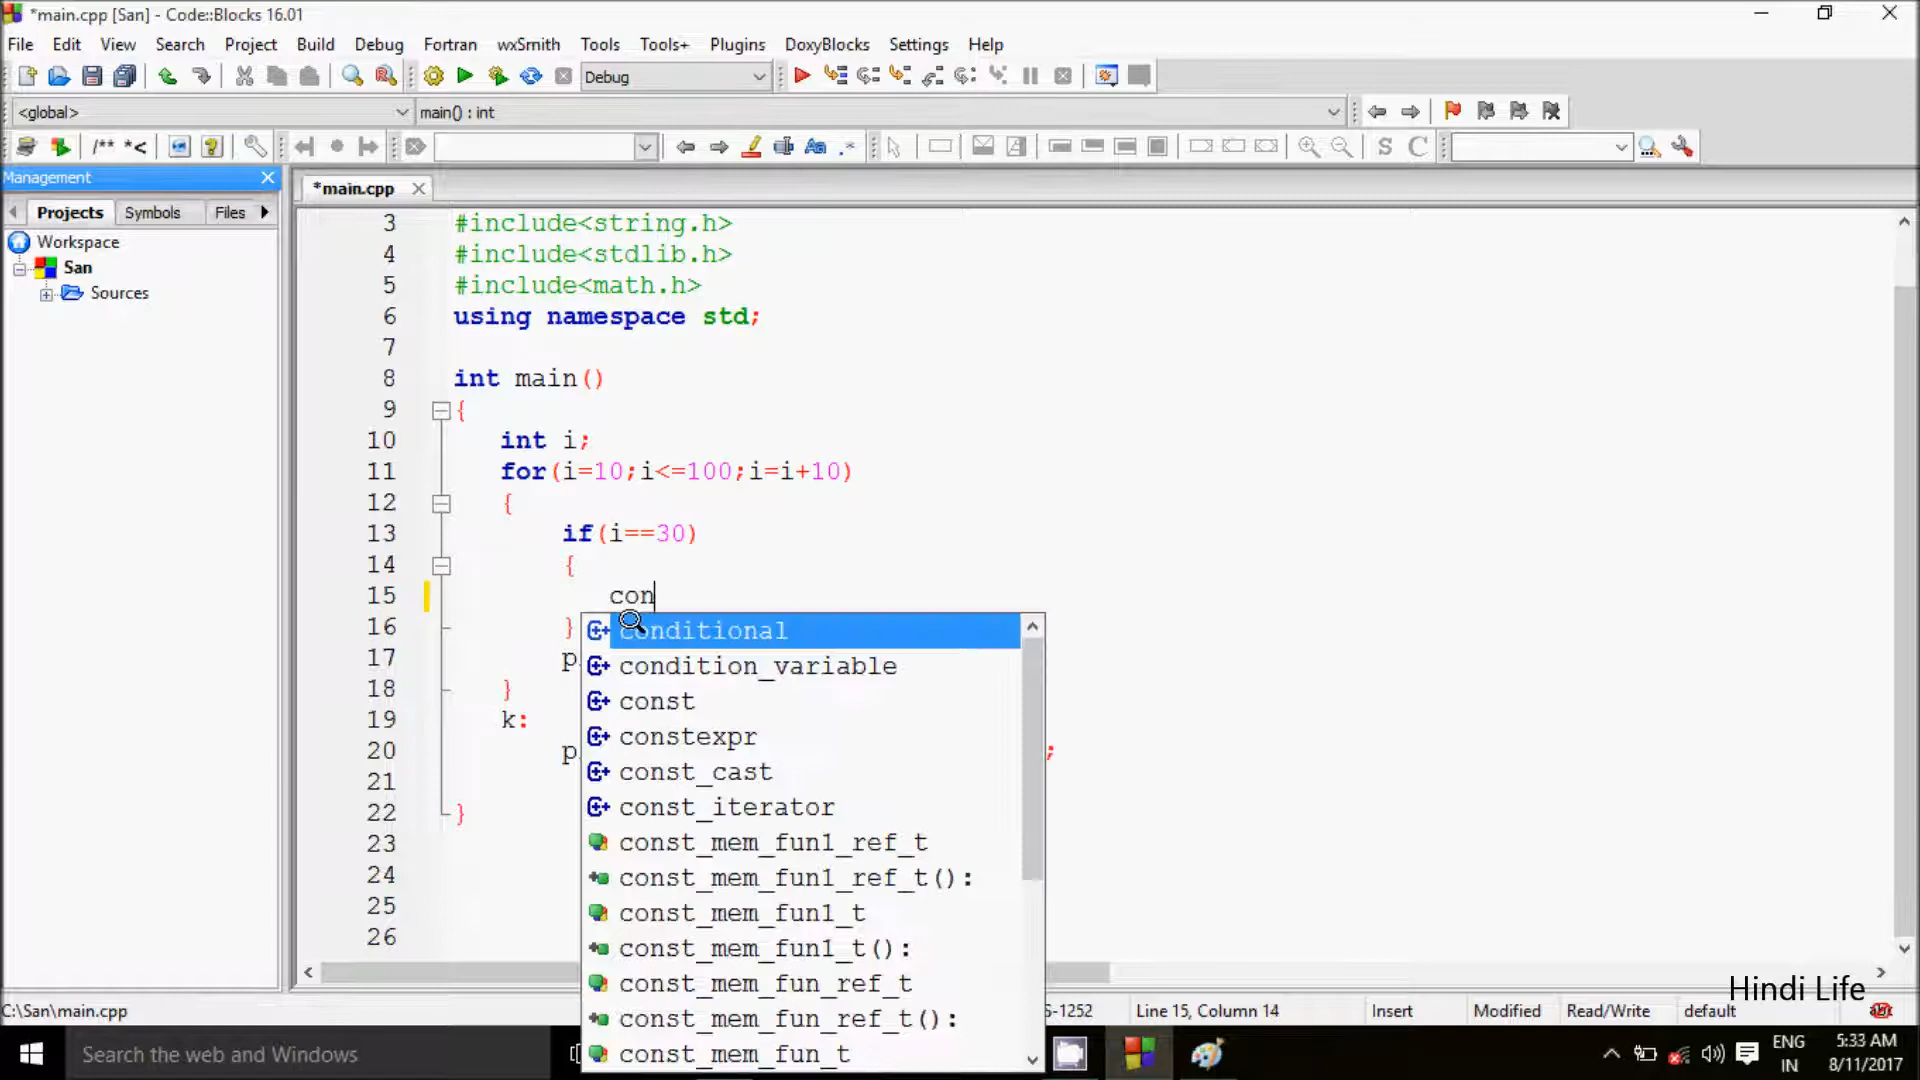 *main.cpp [San] - Code::Blocks 16.01
File Edit View Search Project Build Debug Fortran wxSmith Tools Tools+ Plugins DoxyBlocks Settings Help
Debug
<global> main() : int
/** *<
S C
Management
*main.cpp
Projects Symbols Files
Workspace
San
Sources
3 #include<string.h>
4 #include<stdlib.h>
5 #include<math.h>
6 using namespace std;
7
8 int main()
9 {
10 int i;
11 for(i=10;i<=100;i=i+10)
12 {
13 if(i==30)
14 {
15 con
16 }
17 p
18 }
19 k:
20 p ;
21
22 }
23
24
25
26
conditional
condition_variable
const
constexpr
const_cast
const_iterator
const_mem_fun1_ref_t
const_mem_fun1_ref_t():
const_mem_fun1_t
const_mem_fun1_t():
const_mem_fun_ref_t
const_mem_fun_ref_t():
const_mem_fun_t
Hindi Life
C:\San\main.cpp S-1252 Line 15, Column 14 Insert Modified Read/Write default
Search the web and Windows
ENG
IN
5:33 AM
8/11/2017